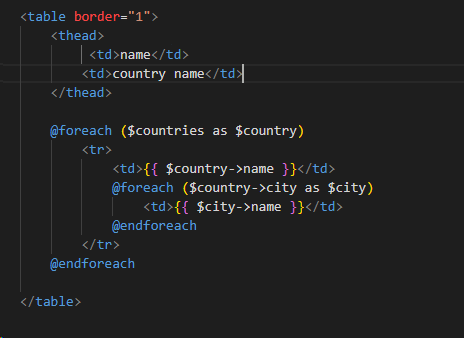 <table border="1">
<thead>
<td>name</td>
<td>country name</td>
</thead>
@foreach ($countries as $country)
<tr>
<td>{{ $country->name }}</td>
@foreach ($country->city as $city)
<td>{{ $city->name }}</td>
@endforeach
</tr>
@endforeach
</table>